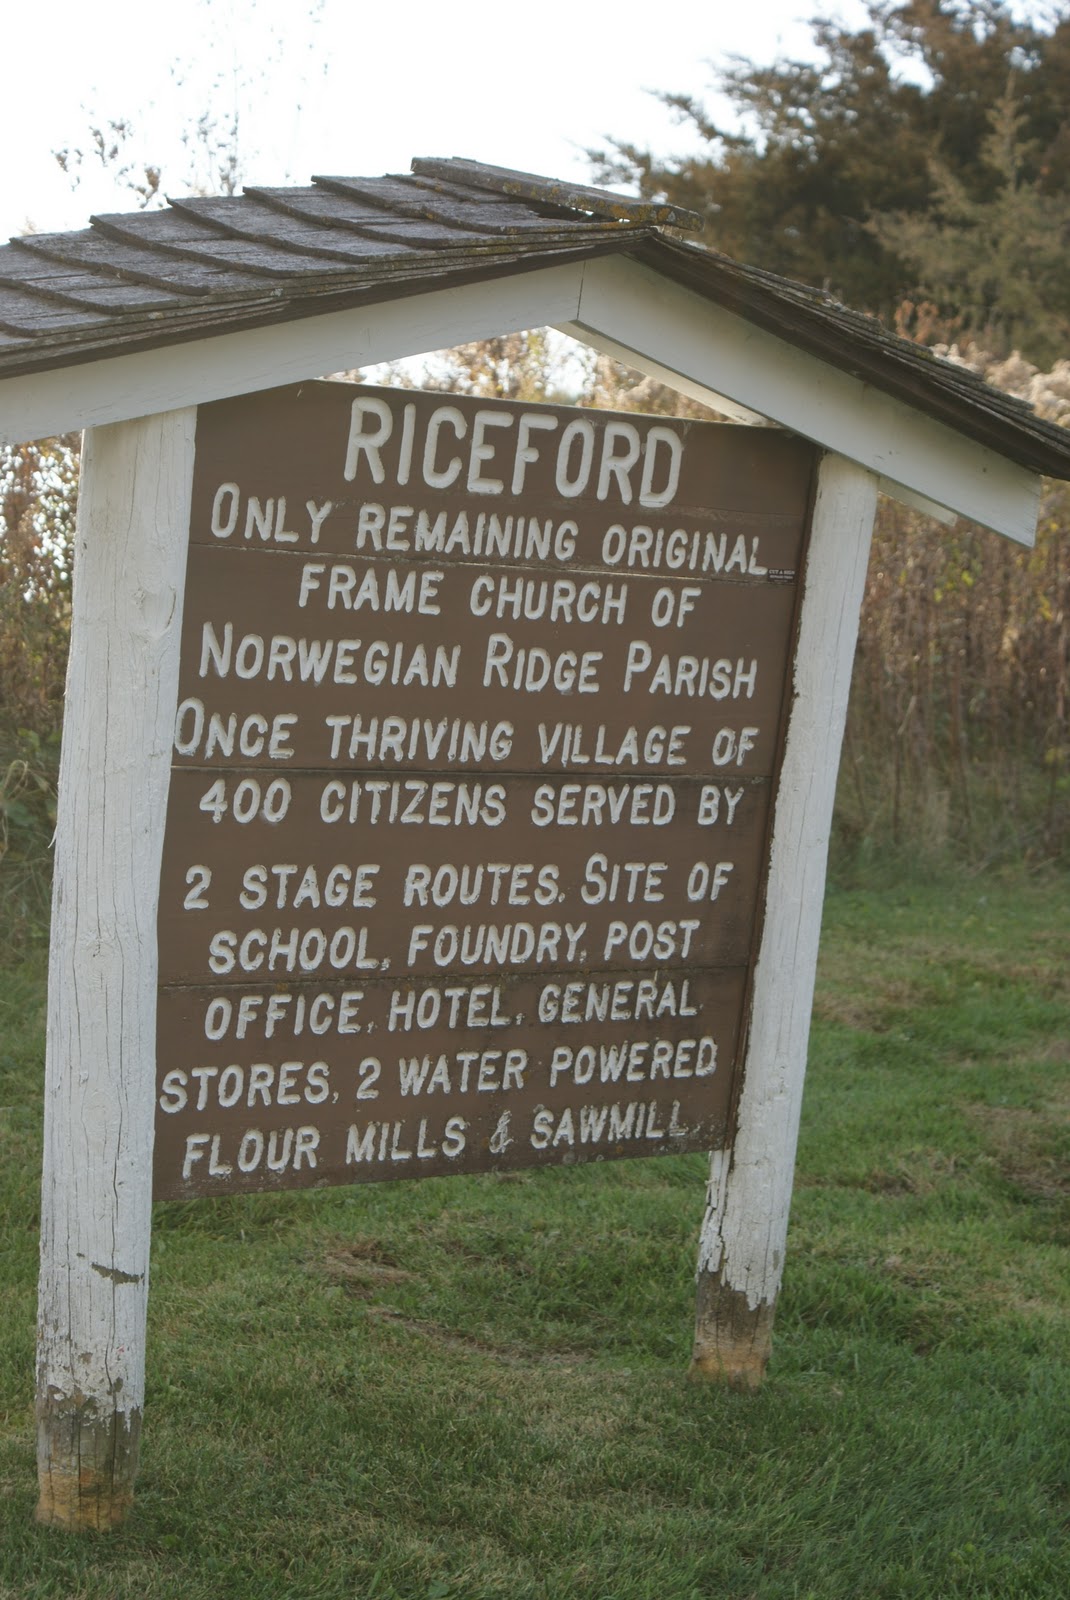 RICEFORD
ONLY REMAINING ORIGINAL
FRAME CHURCH OF
NORWEGIAN RIDGE PARISH
ONCE THRIVING VILLAGE OF
400 CITIZENS SERVED BY
2 STAGE ROUTES. SITE OF
SCHOOL, FOUNDRY, POST
OFFICE, HOTEL, GENERAL
STORES, 2 WATER POWERED
FLOUR MILLS & SAWMILL.